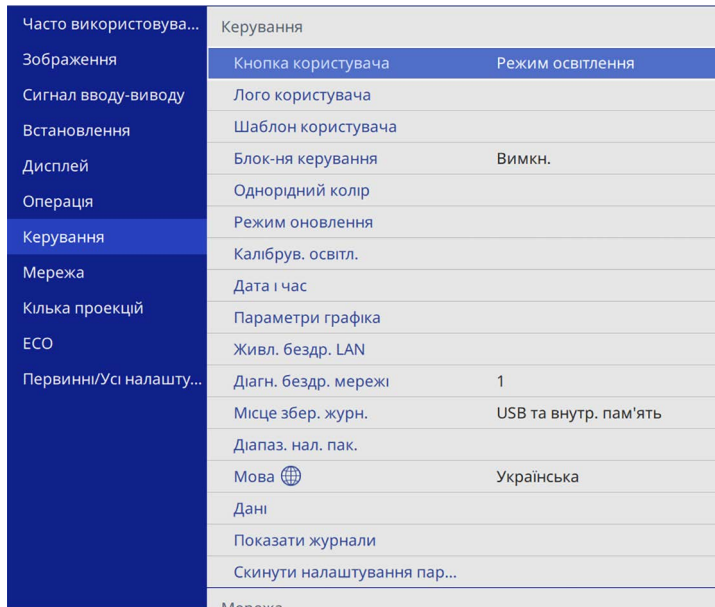 Часто використовува...
Зображення
Сигнал вводу-виводу
Встановлення
Дисплей
Операція
Керування
Мережа
Кілька проекцій
ECO
Первинні/Усі налашту...
Керування
Кнопка користувача Режим освітлення
Лого користувача
Шаблон користувача
Блок-ня керування Вимкн.
Однорідний колір
Режим оновлення
Калібрув. освітл.
Дата і час
Параметри графіка
Живл. бездр. LAN
Діагн. бездр. мережі 1
Місце збер. журн. USB та внутр. пам'ять
Діапаз. нал. пак.
Мова Українська
Дані
Показати журнали
Скинути налаштування пар...
Мережа